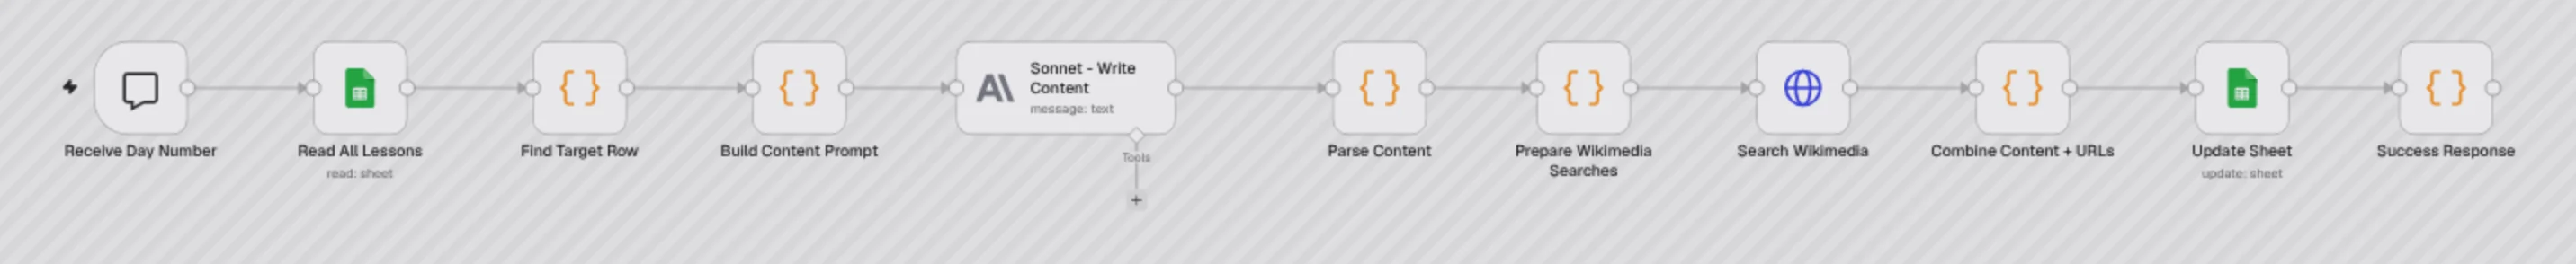 Receive Day Number
Read All Lessons
read: sheet
Find Target Row
Build Content Prompt
Sonnet - Write
Content
message: text
Tools
+
Parse Content
Prepare Wikimedia
Searches
Search Wikimedia
Combine Content + URLs
Update Sheet
update: sheet
Success Response